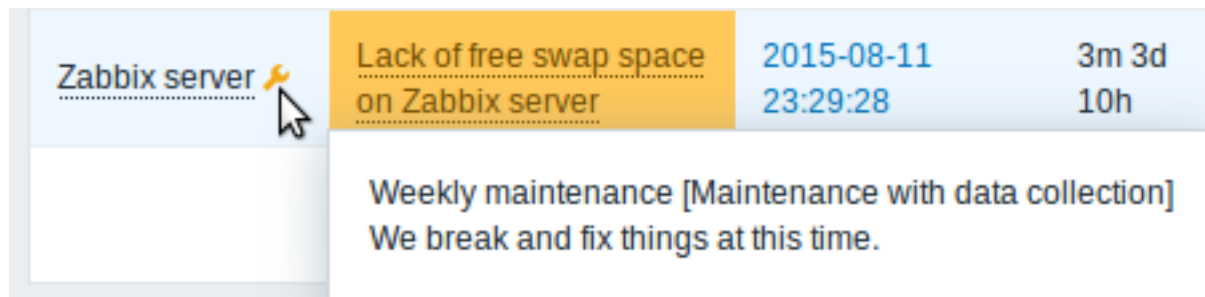 Zabbix server
Lack of free swap space
on Zabbix server
2015-08-11
23:29:28
3m 3d
10h
Weekly maintenance [Maintenance with data collection]
We break and fix things at this time.